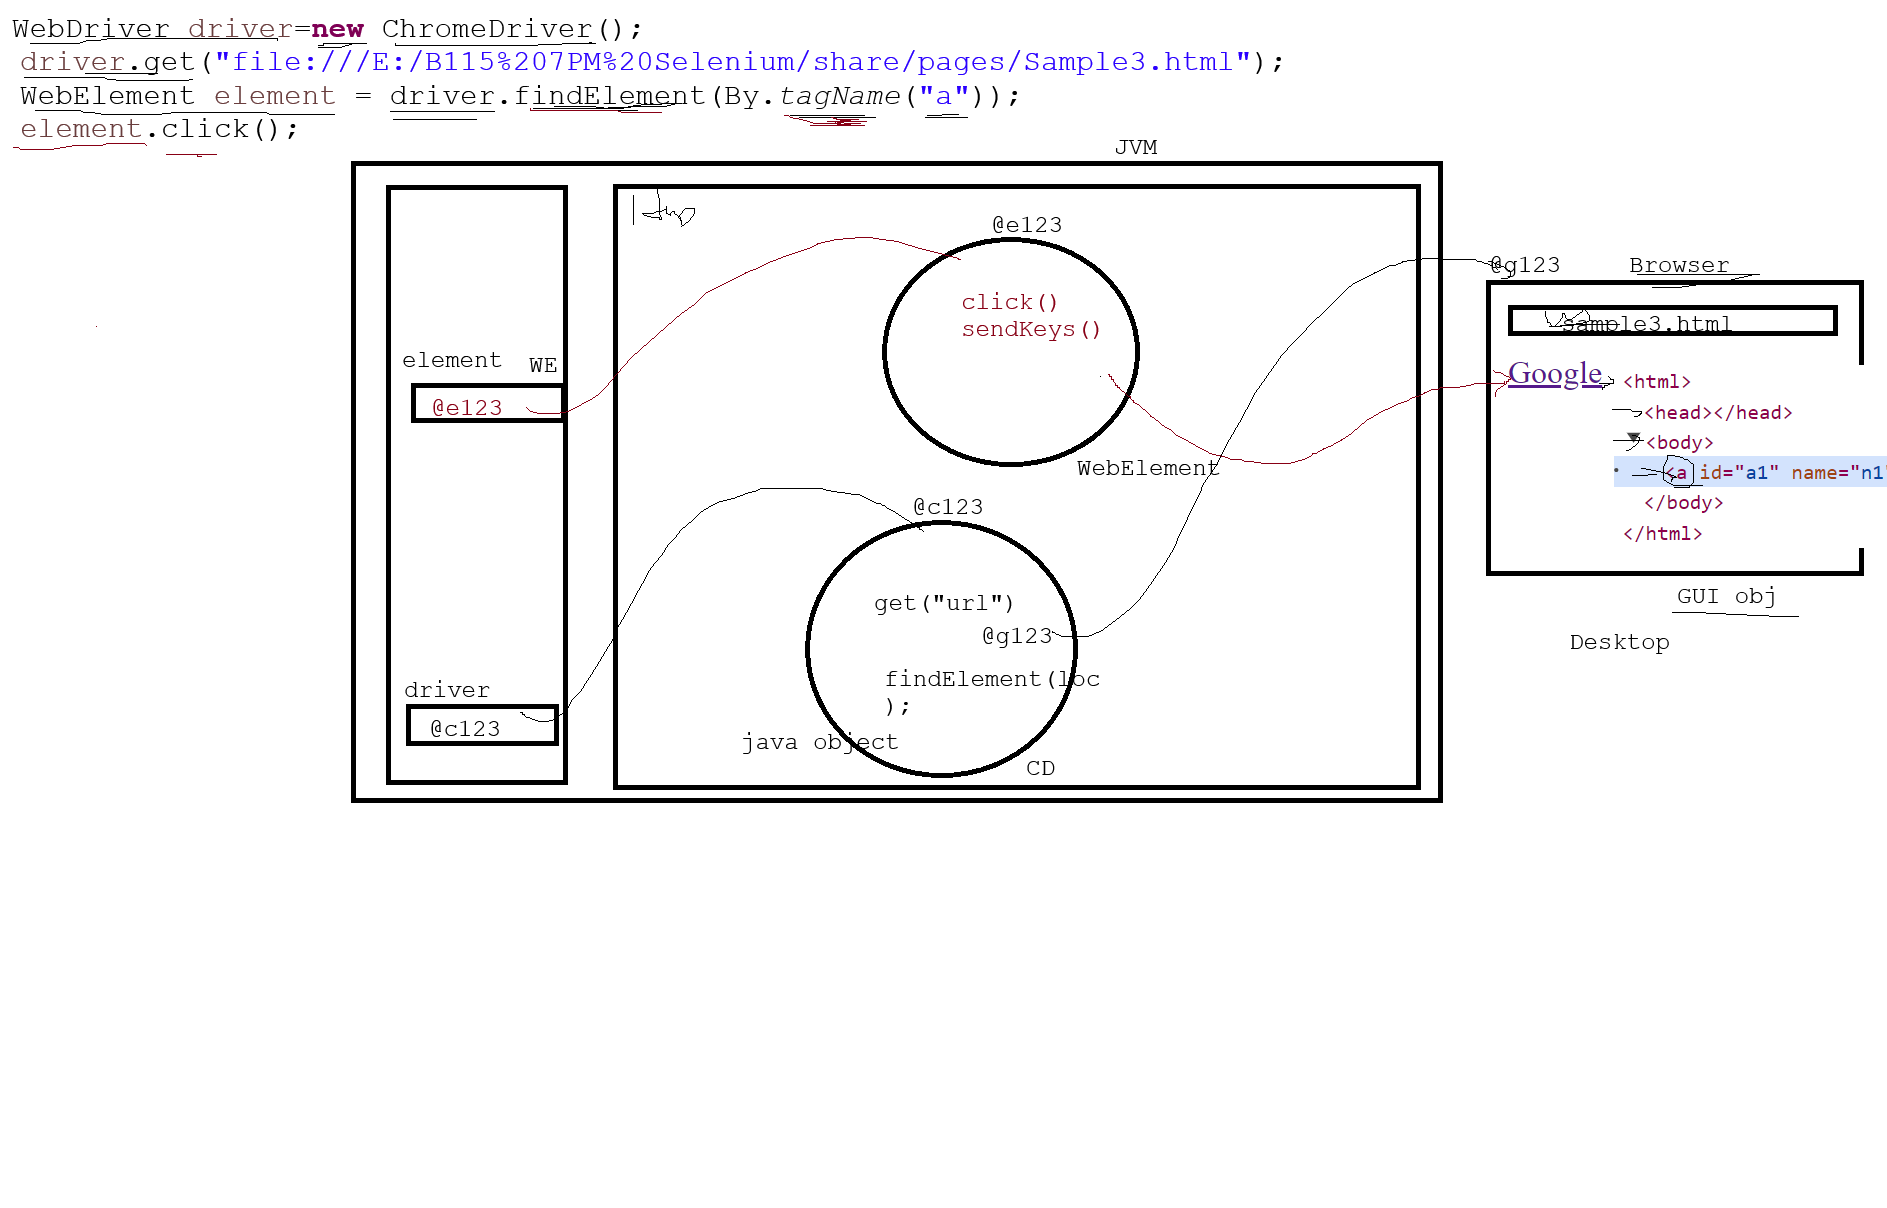 WebDriver driver=new ChromeDriver();
driver.get("file:///E:/B115%207PM%20Selenium/share/pages/Sample3.html");
WebElement element = driver.findElement(By.tagName("a"));
element.click();
JVM
@e123
click()
sendKeys()
WebElement
element WE
@e123
@c123
get("url")
@g123
findElement(loc
);
java object
CD
driver
@c123
@g123
Browser
sample3.html
Google
<html>
<head></head>
<body>
<a id="a1" name="n1"
</body>
</html>
GUI obj
Desktop